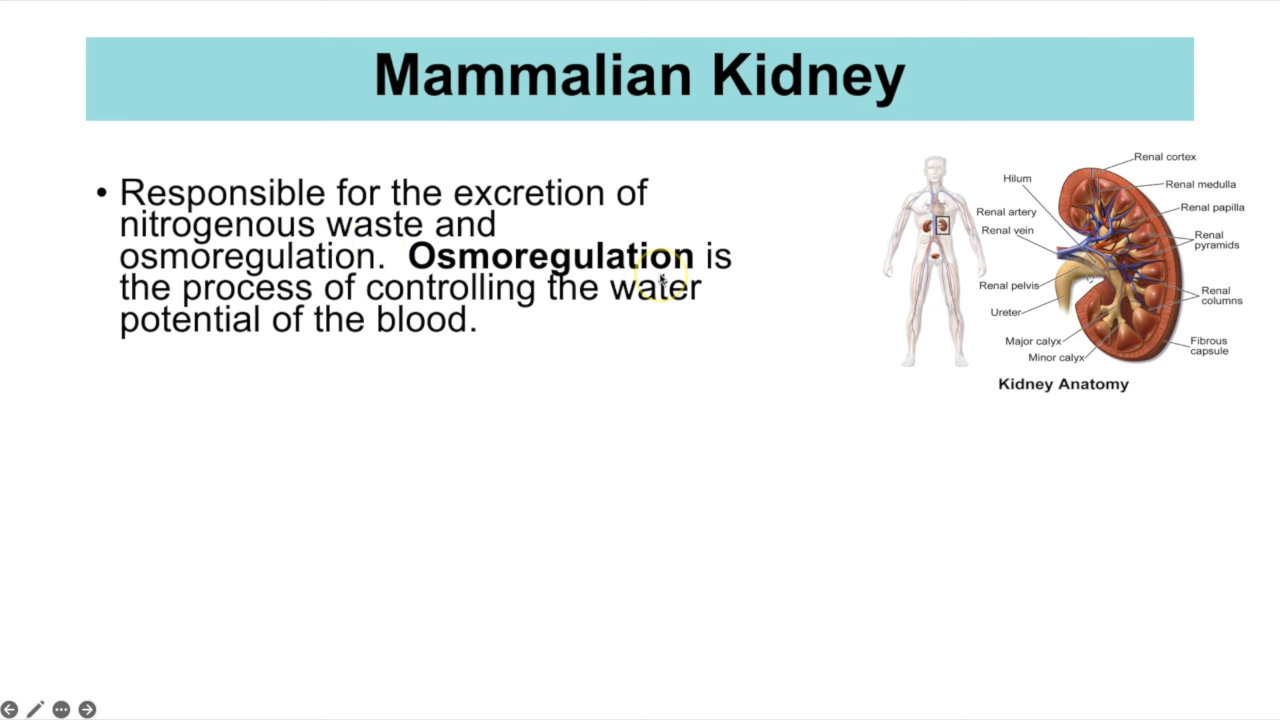 Mammalian Kidney
• Responsible for the excretion of
nitrogenous waste and
osmoregulation. Osmoregulation is
the process of controlling the water
potential of the blood.
Renal cortex
Hilum
Renal medulla
Renal artery
Renal papilla
Renal vein
Renal
pyramids
Renal pelvis
Renal
columns
Ureter
Major calyx
Fibrous
capsule
Minor calyx
Kidney Anatomy